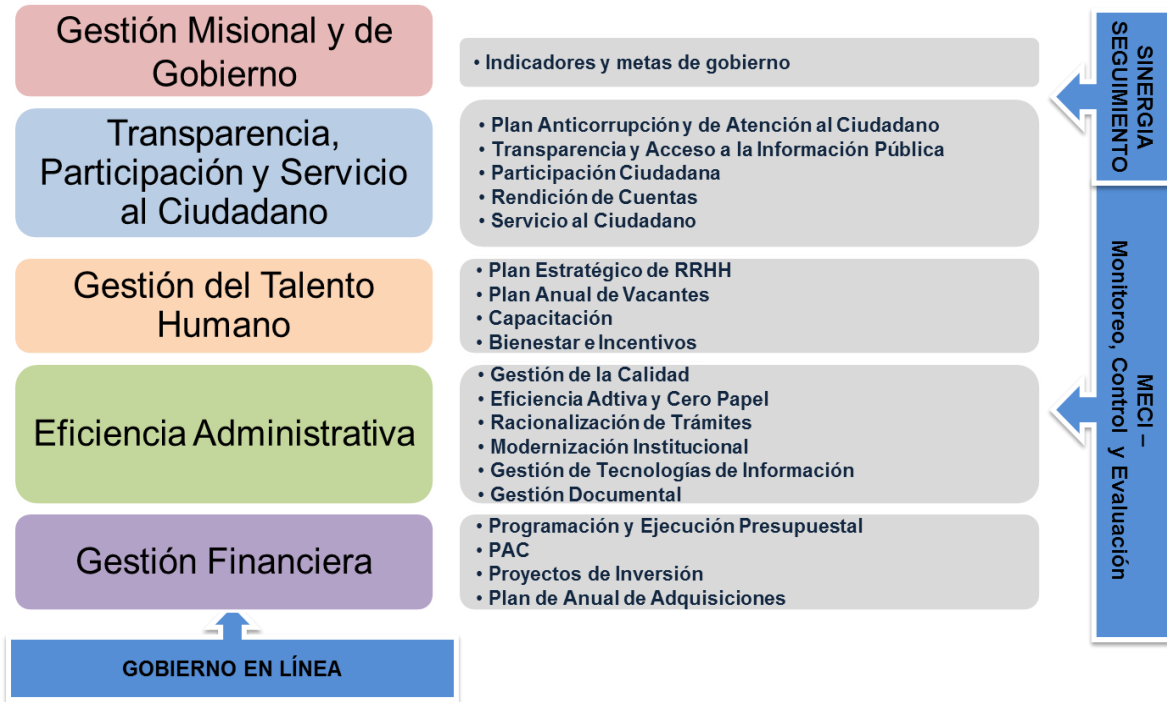 Gestión Misional y de
Gobierno
• Indicadores y metas de gobierno
Transparencia,
Participación y Servicio
al Ciudadano
• Plan Anticorrupción y de Atención al Ciudadano
• Transparencia y Acceso a la Información Pública
• Participación Ciudadana
• Rendición de Cuentas
• Servicio al Ciudadano
Gestión del Talento
Humano
• Plan Estratégico de RRHH
• Plan Anual de Vacantes
• Capacitación
• Bienestar e Incentivos
Eficiencia Administrativa
• Gestión de la Calidad
• Eficiencia Adtiva y Cero Papel
• Racionalización de Trámites
• Modernización Institucional
• Gestión de Tecnologías de Información
• Gestión Documental
Gestión Financiera
• Programación y Ejecución Presupuestal
• PAC
• Proyectos de Inversión
• Plan de Anual de Adquisiciones
GOBIERNO EN LÍNEA
SINERGIA
SEGUIMIENTO
MECI –
Monitoreo, Control y Evaluación